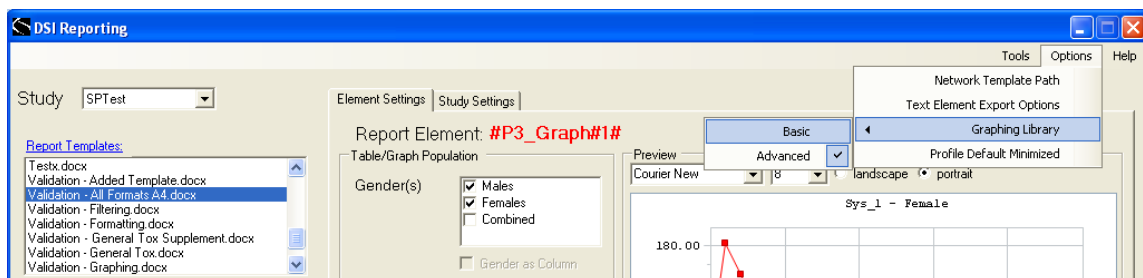 DSI Reporting
Tools Options Help
Network Template Path
Text Element Export Options
Graphing Library
Profile Default Minimized
Basic
Advanced
Study SPTest
Element Settings Study Settings
Report Element: #P3_Graph#1#
Report Templates:
Testx.docx
Validation - Added Template.docx
Validation - All Formats A4.docx
Validation - Filtering.docx
Validation - Formatting.docx
Validation - General Tox Supplement.docx
Validation - General Tox.docx
Validation - Graphing.docx
Table/Graph Population
Gender(s)
Males
Females
Combined
Gender as Column
Preview
Courier New 8 landscape portrait
Sys_1 - Female
180.00